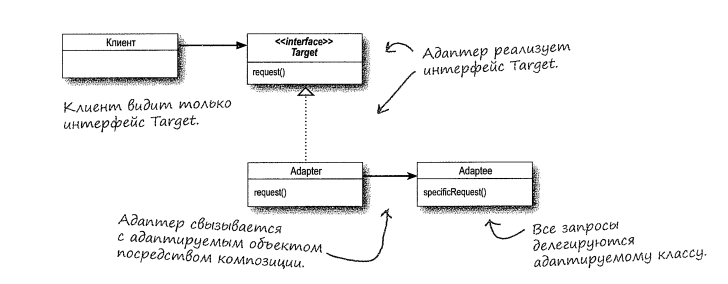 Клиент
<<interface>>
Target
request()
Адаптер реализует
интерфейс Target.
Клиент видит только
интерфейс Target.
Adapter
request()
Adaptee
specificRequest()
Адаптер свызывается
с адаптируемым объектом
посредством композиции.
Все запросы
делегируются
адаптируемому классу.